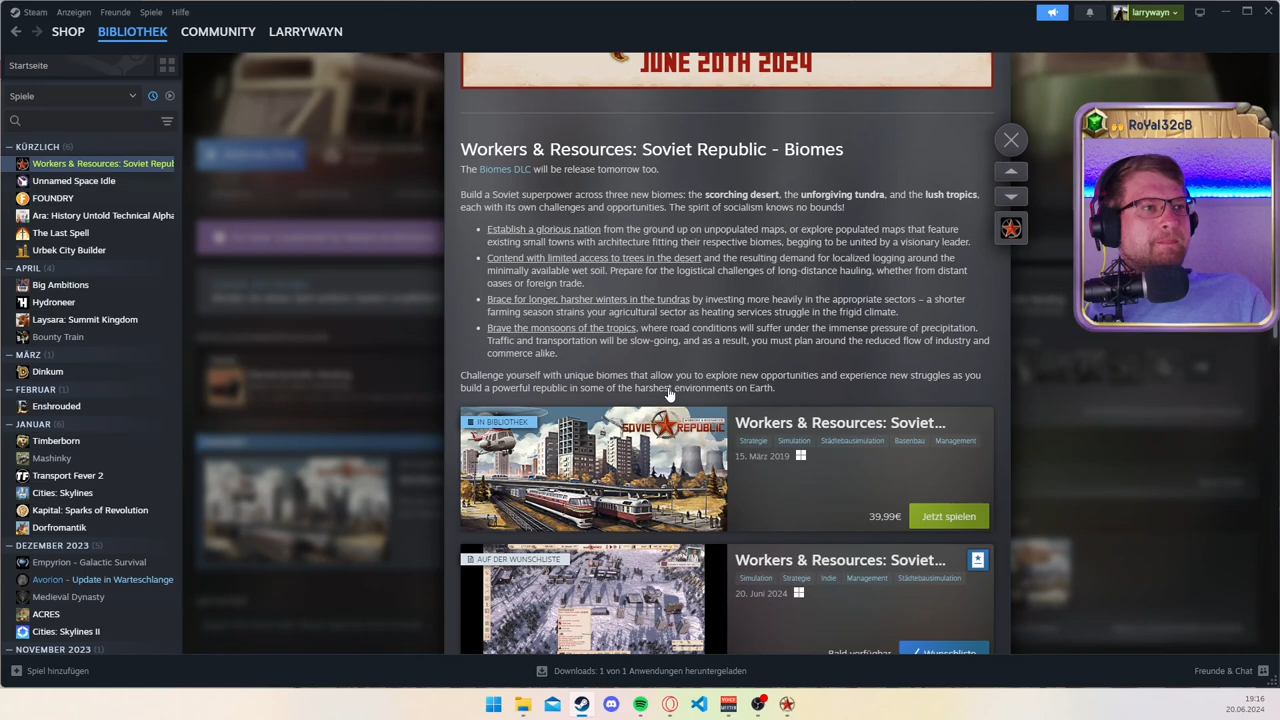 Steam Anzeigen Freunde Spiele Hilfe
larrywayn
SHOP BIBLIOTHEK COMMUNITY LARRYWAYN
Startseite
Spiele
KÜRZLICH (6)
Workers & Resources: Soviet Republ
Unnamed Space Idle
FOUNDRY
Mars: History Untold Technical Alpha
The Last Spell
Urbek City Builder
APRIL (4)
Big Ambitions
Hydroneer
Laysara: Summit Kingdom
Bounty Train
MÄRZ (1)
Dinkum
FEBRUAR (1)
Enshrouded
JANUAR (6)
Timberborn
Mashinky
Transport Fever 2
Cities: Skylines
Kapital: Sparks of Revolution
Dorfromantik
DEZEMBER 2023 (5)
Empyrion - Galactic Survival
Avorion - Update in Warteschlange
Medieval Dynasty
ACRES
Cities: Skylines II
NOVEMBER 2023 (1)
JUNE 20TH 2024
Workers & Resources: Soviet Republic - Biomes
The Biomes DLC will be release tomorrow too.
Build a Soviet superpower across three new biomes: the scorching desert, the unforgiving tundra, and the lush tropics,
each with its own challenges and opportunities. The spirit of socialism knows no bounds!
• Establish a glorious nation from the ground up on unpopulated maps, or explore populated maps that feature
existing small towns with architecture fitting their respective biomes, begging to be united by a visionary leader.
• Contend with limited access to trees in the desert and the resulting demand for localized logging around the
minimally available wet soil. Prepare for the logistical challenges of long-distance hauling, whether from distant
oases or foreign trade.
• Brace for longer, harsher winters in the tundras by investing more heavily in the appropriate sectors – a shorter
farming season strains your agricultural sector as heating services struggle in the frigid climate.
• Brave the monsoons of the tropics, where road conditions will suffer under the immense pressure of precipitation.
Traffic and transportation will be slow-going, and as a result, you must plan around the reduced flow of industry and
commerce alike.
Challenge yourself with unique biomes that allow you to explore new opportunities and experience new struggles as you
build a powerful republic in some of the harshest environments on Earth.
IN BIBLIOTHEK
SOVIET REPUBLIC
Workers & Resources: Soviet...
Strategie Simulation Städtebausimulation Basenbau Management
15. März 2019
39,99€ Jetzt spielen
AUF DER WUNSCHLISTE
Workers & Resources: Soviet...
Simulation Strategie Indie Management Städtebausimulation
20. Juni 2024
Bald verfügbar Wunschliste
RoYal32cB
Spiel hinzufügen
Downloads: 1 von 1 Anwendungen heruntergeladen
Freunde & Chat
19:16
20.06.2024